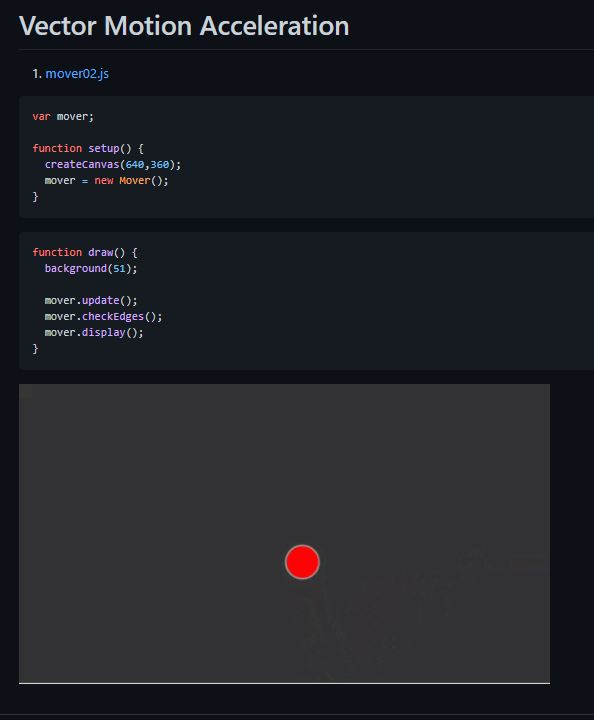 Vector Motion Acceleration
1. mover02.js
var mover;
function setup() {
  createCanvas(640,360);
  mover = new Mover();
}
function draw() {
  background(51);
  mover.update();
  mover.checkEdges();
  mover.display();
}